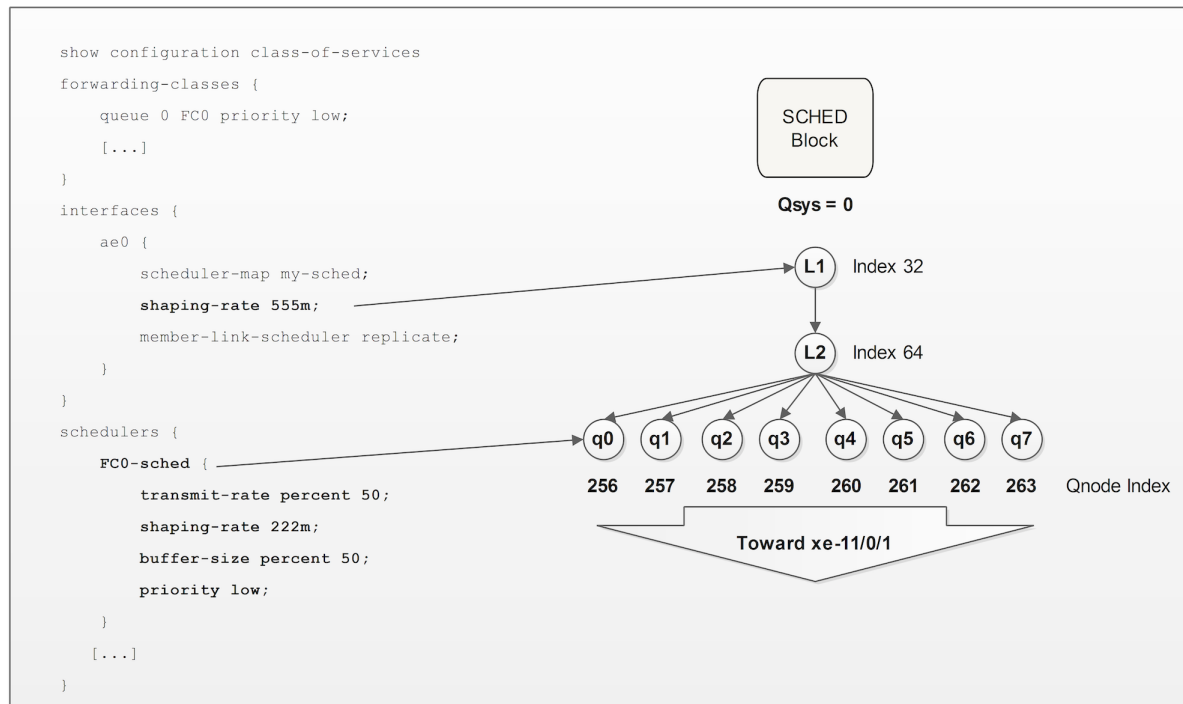 show configuration class-of-services
forwarding-classes {
queue 0 FC0 priority low;
[...]
}
interfaces {
ae0 {
scheduler-map my-sched;
shaping-rate 555m;
member-link-scheduler replicate;
}
}
schedulers {
FC0-sched {
transmit-rate percent 50;
shaping-rate 222m;
buffer-size percent 50;
priority low;
}
[...]
}
SCHED
Block
Qsys = 0
L1 Index 32
L2 Index 64
q0 q1 q2 q3 q4 q5 q6 q7
256 257 258 259 260 261 262 263 Qnode Index
Toward xe-11/0/1